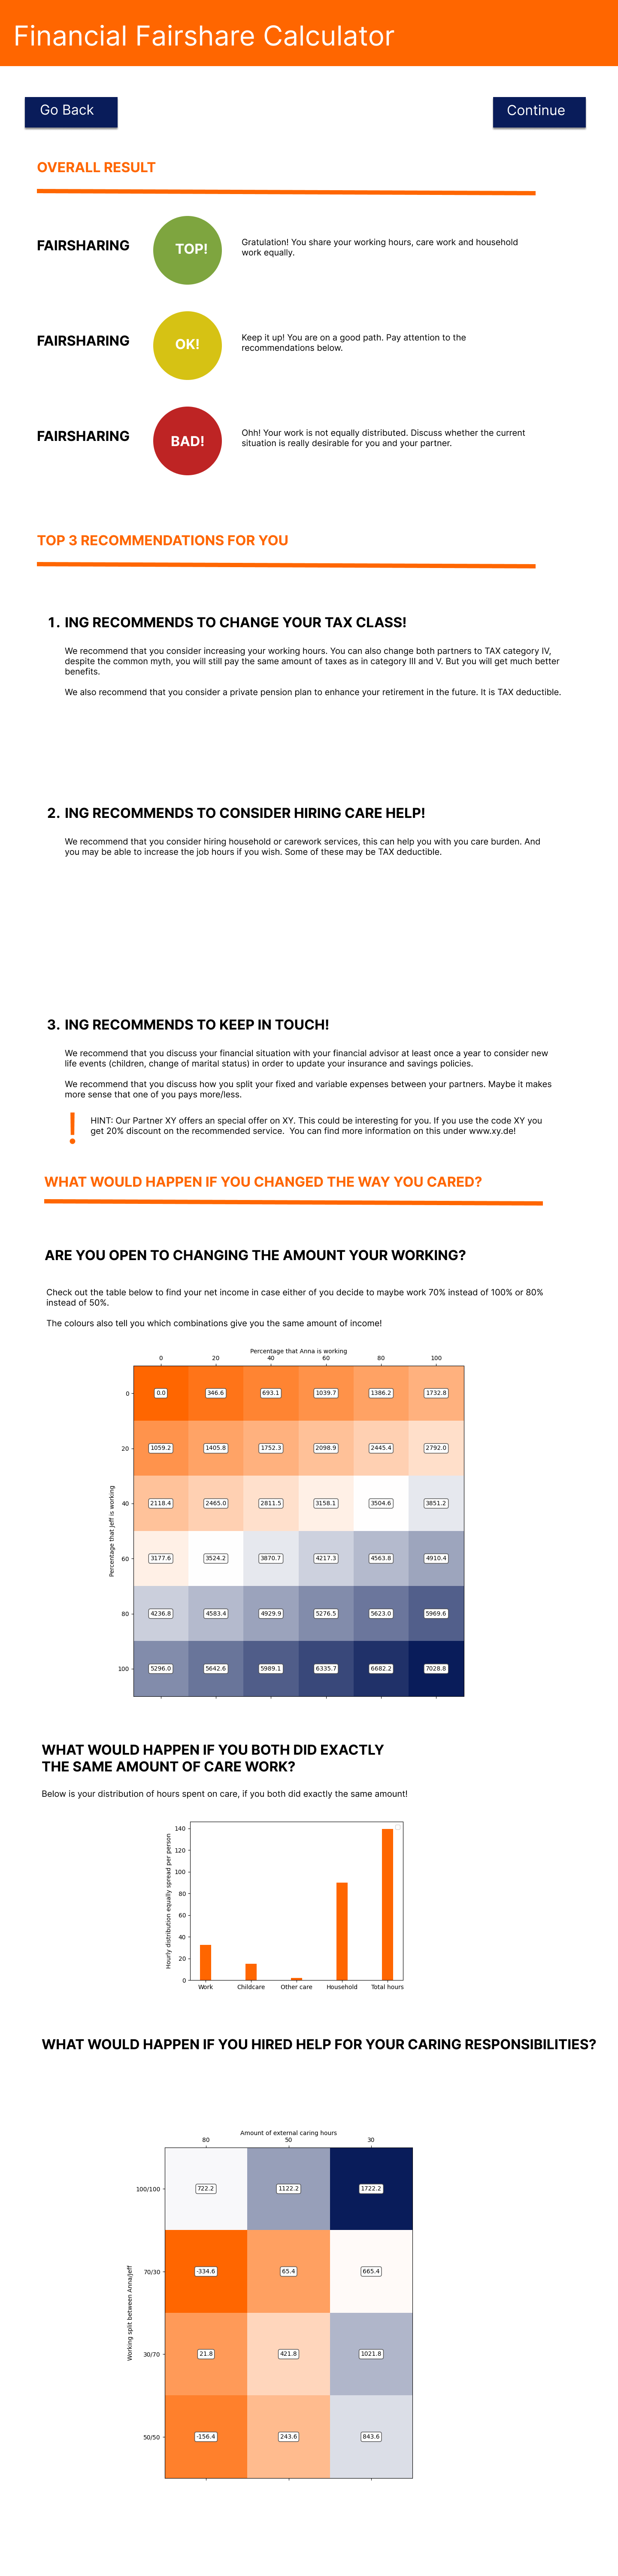 Financial Fairshare Calculator
Go Back
Continue
OVERALL RESULT
FAIRSHARING
TOP!
Gratulation! You share your working hours, care work and household
work equally.
FAIRSHARING
OK!
Keep it up! You are on a good path. Pay attention to the
recommendations below.
FAIRSHARING
BAD!
Ohh! Your work is not equally distributed. Discuss whether the current
situation is really desirable for you and your partner.
TOP 3 RECOMMENDATIONS FOR YOU
1. ING RECOMMENDS TO CHANGE YOUR TAX CLASS!
We recommend that you consider increasing your working hours. You can also change both partners to TAX category IV,
despite the common myth, you will still pay the same amount of taxes as in category III and V. But you will get much better
benefits.
We also recommend that you consider a private pension plan to enhance your retirement in the future. It is TAX deductible.
2. ING RECOMMENDS TO CONSIDER HIRING CARE HELP!
We recommend that you consider hiring household or carework services, this can help you with you care burden. And
you may be able to increase the job hours if you wish. Some of these may be TAX deductible.
3. ING RECOMMENDS TO KEEP IN TOUCH!
We recommend that you discuss your financial situation with your financial advisor at least once a year to consider new
life events (children, change of marital status) in order to update your insurance and savings policies.
We recommend that you discuss how you split your fixed and variable expenses between your partners. Maybe it makes
more sense that one of you pays more/less.
!
HINT: Our Partner XY offers an special offer on XY. This could be interesting for you. If you use the code XY you
get 20% discount on the recommended service. You can find more information on this under www.xy.de!
WHAT WOULD HAPPEN IF YOU CHANGED THE WAY YOU CARED?
ARE YOU OPEN TO CHANGING THE AMOUNT YOUR WORKING?
Check out the table below to find your net income in case either of you decide to maybe work 70% instead of 100% or 80%
instead of 50%.
The colours also tell you which combinations give you the same amount of income!
Percentage that Anna is working
0 20 40 60 80 100
Percentage that Jeff is working
0 0.0 346.6 693.1 1039.7 1386.2 1732.8
20 1059.2 1405.8 1752.3 2098.9 2445.4 2792.0
40 2118.4 2465.0 2811.5 3158.1 3504.6 3851.2
60 3177.6 3524.2 3870.7 4217.3 4563.8 4910.4
80 4236.8 4583.4 4929.9 5276.5 5623.0 5969.6
100 5296.0 5642.6 5989.1 6335.7 6682.2 7028.8
WHAT WOULD HAPPEN IF YOU BOTH DID EXACTLY
THE SAME AMOUNT OF CARE WORK?
Below is your distribution of hours spent on care, if you both did exactly the same amount!
Hourly distribution equally spread per person
140
120
100
80
60
40
20
0
Work Childcare Other care Household Total hours
WHAT WOULD HAPPEN IF YOU HIRED HELP FOR YOUR CARING RESPONSIBILITIES?
Amount of external caring hours
80 50 30
Working split between Anna/Jeff
100/100 722.2 1122.2 1722.2
70/30 -334.6 65.4 665.4
30/70 21.8 421.8 1021.8
50/50 -156.4 243.6 843.6